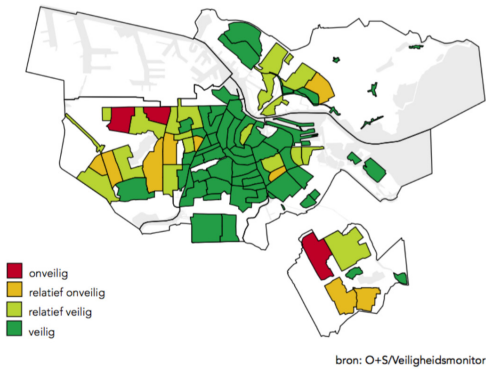 onveilig
relatief onveilig
relatief veilig
veilig
bron: O+S/Veiligheidsmonitor